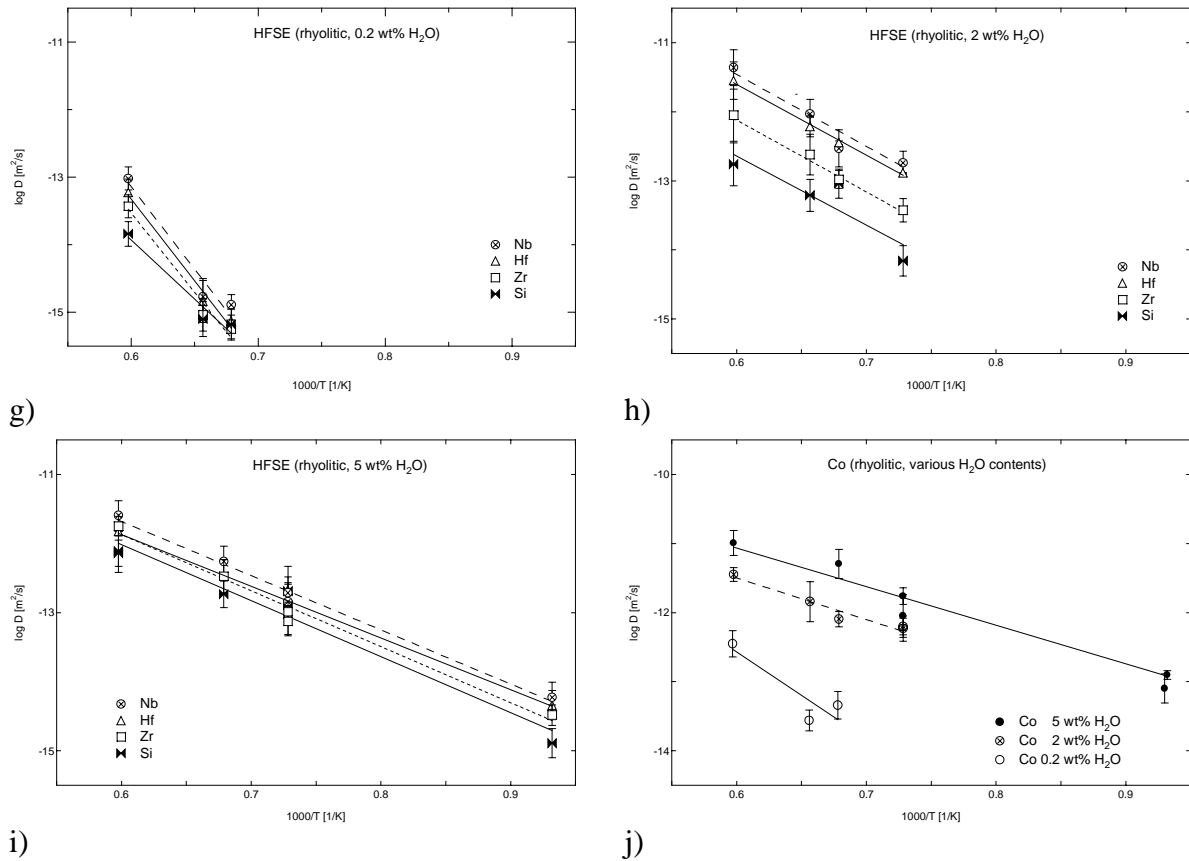 HFSE (rhyolitic, 0.2 wt% H2O)
-11
-13
-15
log D [m2/s]
Nb
Hf
Zr
Si
0.6 0.7 0.8 0.9
1000/T [1/K]
g)
HFSE (rhyolitic, 2 wt% H2O)
-11
-13
-15
log D [m2/s]
Nb
Hf
Zr
Si
0.6 0.7 0.8 0.9
1000/T [1/K]
h)
HFSE (rhyolitic, 5 wt% H2O)
-11
-13
-15
log D [m2/s]
Nb
Hf
Zr
Si
0.6 0.7 0.8 0.9
1000/T [1/K]
i)
Co (rhyolitic, various H2O contents)
-10
-12
-14
log D [m2/s]
Co 5 wt% H2O
Co 2 wt% H2O
Co 0.2 wt% H2O
0.6 0.7 0.8 0.9
1000/T [1/K]
j)